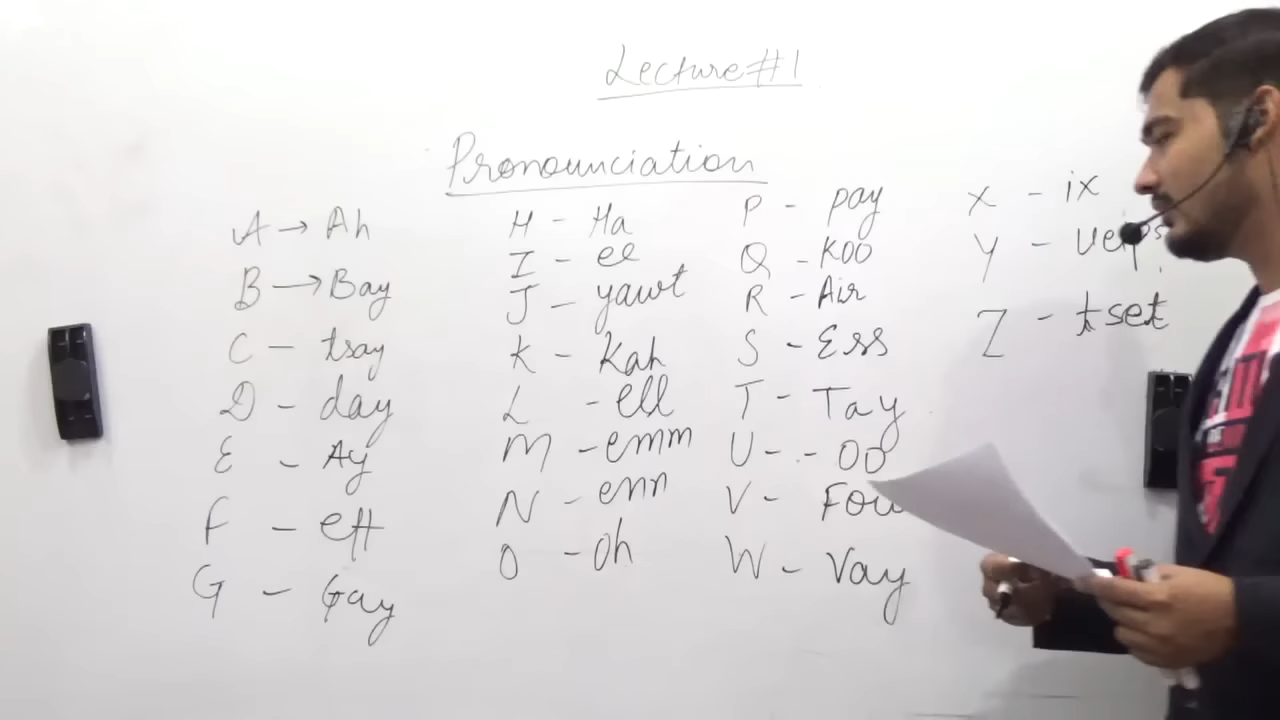 Lecture #1
Pronounciation
A → Ah
B → Bay
C - tsay
D - day
E - Ay
F - eff
G - Gay
H - Ha
I - ee
J - yawt
K - Kah
L - ell
M - emm
N - enn
O - oh
P - pay
Q - Koo
R - Air
S - Ess
T - Tay
U - - oo
V -
W - Vay
X - ix
Y -
Z - tset